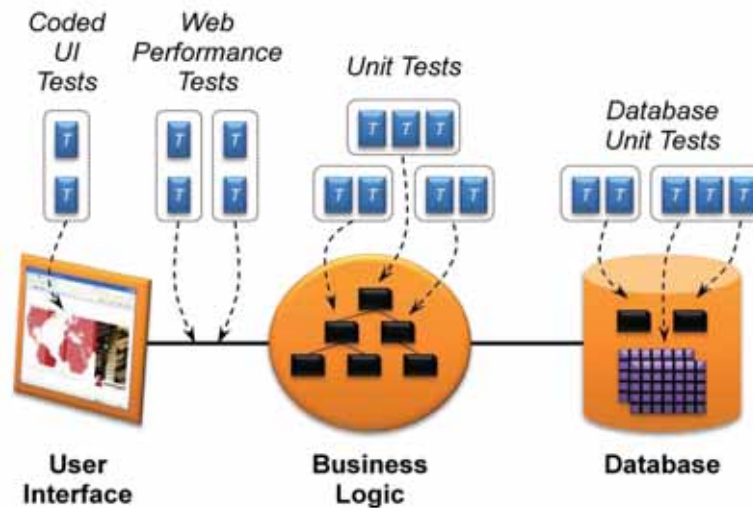 Coded
UI
Tests
Web
Performance
Tests
Unit Tests
Database
Unit Tests
T
T
T T
T T
T T T
T T
T T
T T
T T T
User
Interface
Business
Logic
Database